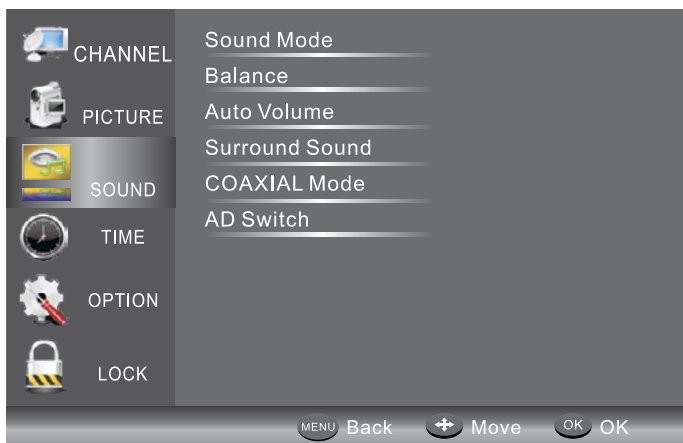 CHANNEL
PICTURE
SOUND
TIME
OPTION
LOCK
Sound Mode
Balance
Auto Volume
Surround Sound
COAXIAL Mode
AD Switch
MENU Back Move OK OK